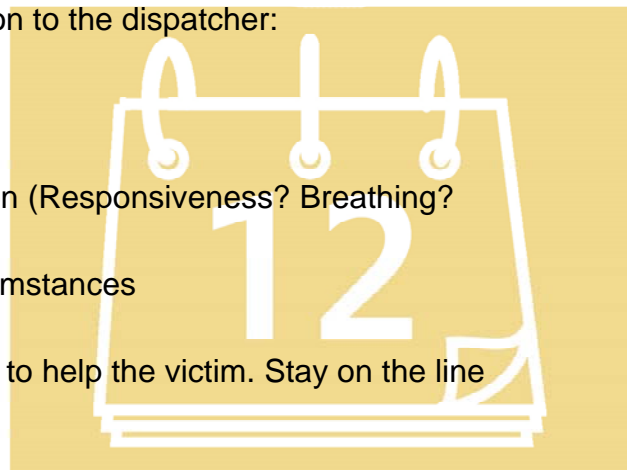 on to the dispatcher:
n (Responsiveness? Breathing?
12
mstances
to help the victim. Stay on the line